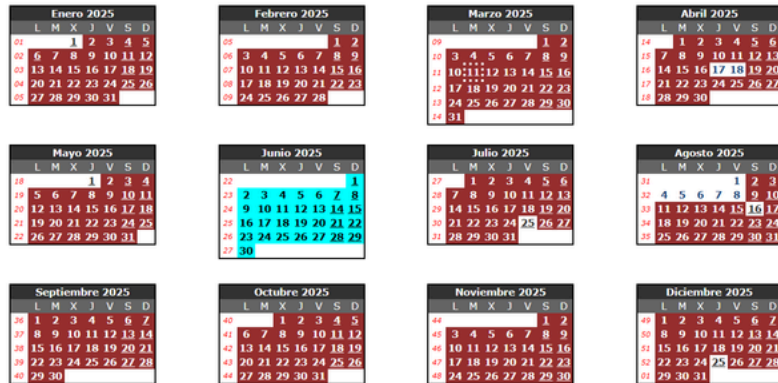 Enero 2025
L M X J V S D
01 1 2 3 4 5
02 6 7 8 9 10 11 12
03 13 14 15 16 17 18 19
04 20 21 22 23 24 25 26
05 27 28 29 30 31
Febrero 2025
L M X J V S D
05 1 2
06 3 4 5 6 7 8 9
07 10 11 12 13 14 15 16
08 17 18 19 20 21 22 23
09 24 25 26 27 28
Marzo 2025
L M X J V S D
09 1 2
10 3 4 5 6 7 8 9
11 10 11 12 13 14 15 16
12 17 18 19 20 21 22 23
13 24 25 26 27 28 29 30
14 31
Abril 2025
L M X J V S D
14 1 2 3 4 5 6
15 7 8 9 10 11 12 13
16 14 15 16 17 18 19 20
17 21 22 23 24 25 26 27
18 28 29 30
Mayo 2025
L M X J V S D
18 1 2 3 4
19 5 6 7 8 9 10 11
20 12 13 14 15 16 17 18
21 19 20 21 22 23 24 25
22 26 27 28 29 30 31
Junio 2025
L M X J V S D
22 1
23 2 3 4 5 6 7 8
24 9 10 11 12 13 14 15
25 16 17 18 19 20 21 22
26 23 24 25 26 27 28 29
27 30
Julio 2025
L M X J V S D
27 1 2 3 4 5 6
28 7 8 9 10 11 12 13
29 14 15 16 17 18 19 20
30 21 22 23 24 25 26 27
31 28 29 30 31
Agosto 2025
L M X J V S D
31 1 2 3
32 4 5 6 7 8 9 10
33 11 12 13 14 15 16 17
34 18 19 20 21 22 23 24
35 25 26 27 28 29 30 31
Septiembre 2025
L M X J V S D
36 1 2 3 4 5 6 7
37 8 9 10 11 12 13 14
38 15 16 17 18 19 20 21
39 22 23 24 25 26 27 28
40 29 30
Octubre 2025
L M X J V S D
40 1 2 3 4 5
41 6 7 8 9 10 11 12
42 13 14 15 16 17 18 19
43 20 21 22 23 24 25 26
44 27 28 29 30 31
Noviembre 2025
L M X J V S D
44 1 2
45 3 4 5 6 7 8 9
46 10 11 12 13 14 15 16
47 17 18 19 20 21 22 23
48 24 25 26 27 28 29 30
Diciembre 2025
L M X J V S D
49 1 2 3 4 5 6 7
50 8 9 10 11 12 13 14
51 15 16 17 18 19 20 21
52 22 23 24 25 26 27 28
01 29 30 31